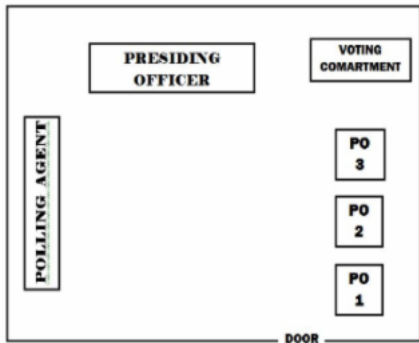 PRESIDING
OFFICER
VOTING
COMARTMENT
POLLING AGENT
PO
3
PO
2
PO
1
DOOR